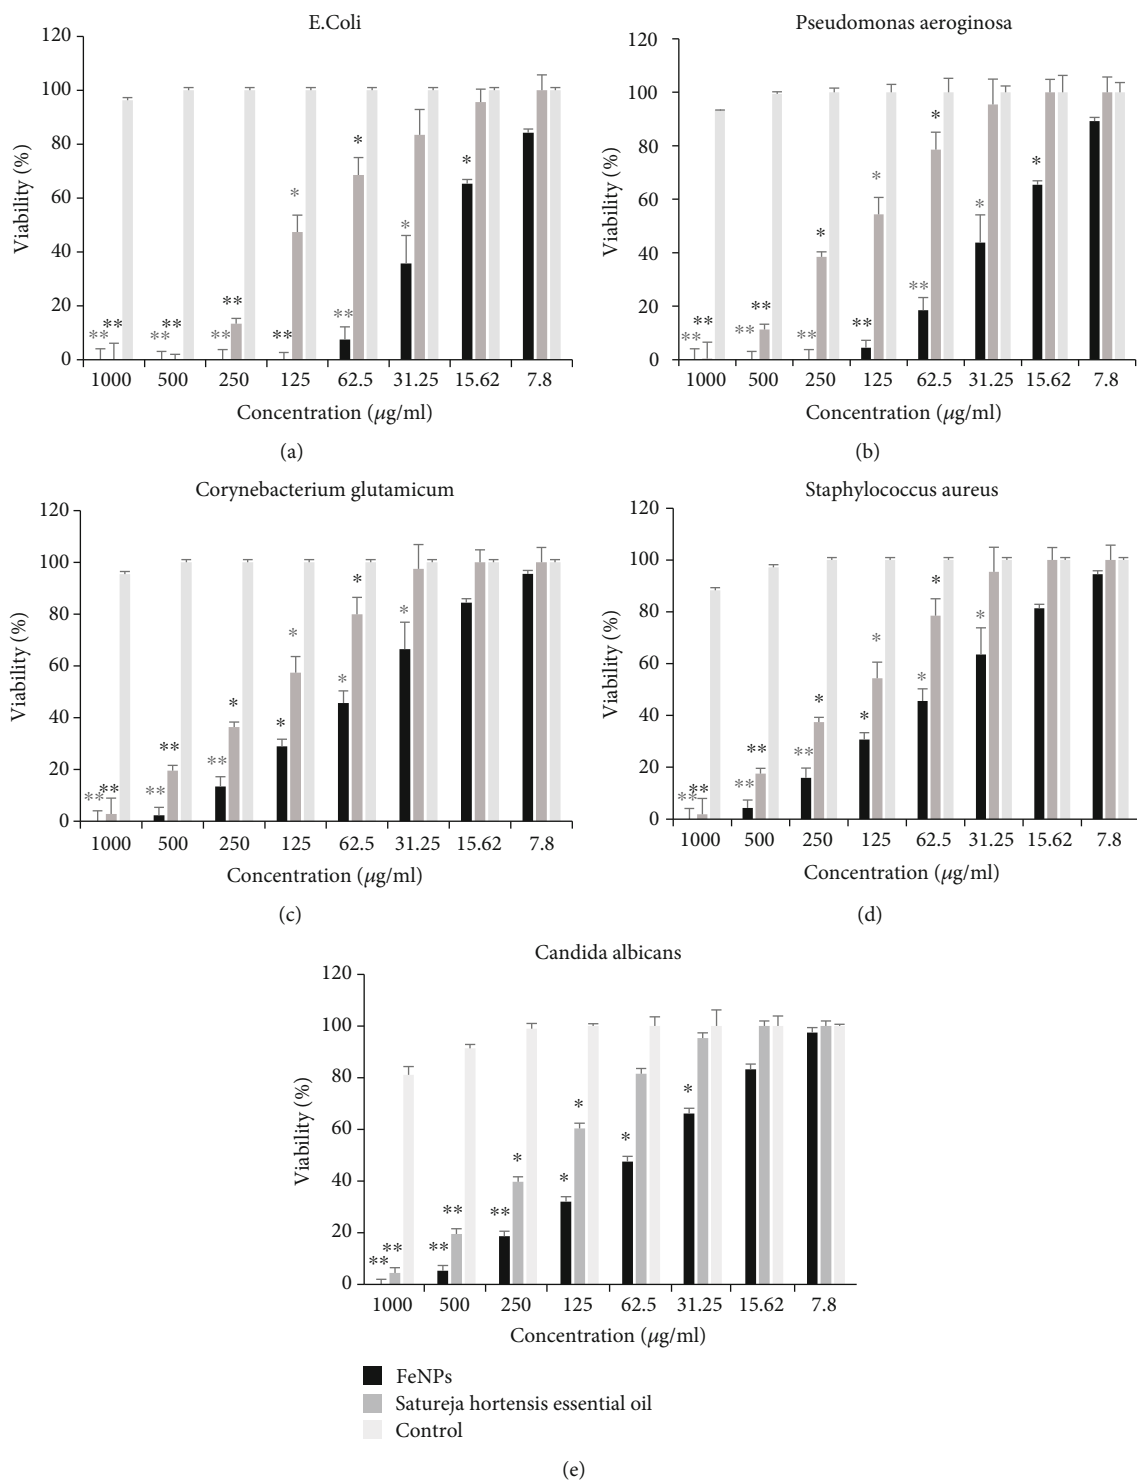 E.Coli
120
100
80
60
40
20
0
Viability (%)
** ** ** ** ** ** ** * ** * * *
1000 500 250 125 62.5 31.25 15.62 7.8
Concentration (μg/ml)
(a)
Pseudomonas aeroginosa
120
100
80
60
40
20
0
Viability (%)
** ** ** ** ** * ** * ** * * *
1000 500 250 125 62.5 31.25 15.62 7.8
Concentration (μg/ml)
(b)
Corynebacterium glutamicum
120
100
80
60
40
20
0
Viability (%)
** ** ** ** ** * * * * * *
1000 500 250 125 62.5 31.25 15.62 7.8
Concentration (μg/ml)
(c)
Staphylococcus aureus
120
100
80
60
40
20
0
Viability (%)
** ** ** ** ** * * * * * *
1000 500 250 125 62.5 31.25 15.62 7.8
Concentration (μg/ml)
(d)
Candida albicans
120
100
80
60
40
20
0
Viability (%)
** ** ** ** ** * * * * *
1000 500 250 125 62.5 31.25 15.62 7.8
Concentration (μg/ml)
FeNPs
Satureja hortensis essential oil
Control
(e)